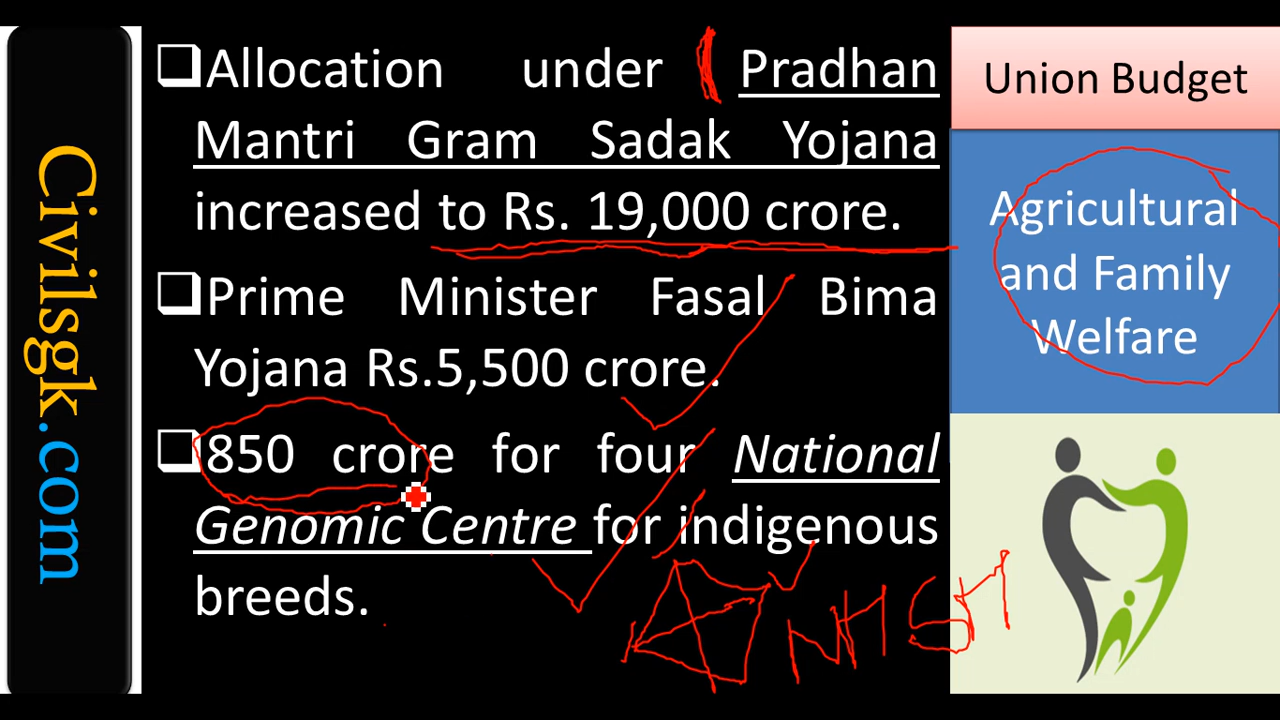 Civilsgk.com
❑Allocation under Pradhan
Mantri Gram Sadak Yojana
increased to Rs. 19,000 crore.
❑Prime Minister Fasal Bima
Yojana Rs.5,500 crore.
❑850 crore for four National
Genomic Centre for indigenous
breeds.
Union Budget
Agricultural
and Family
Welfare